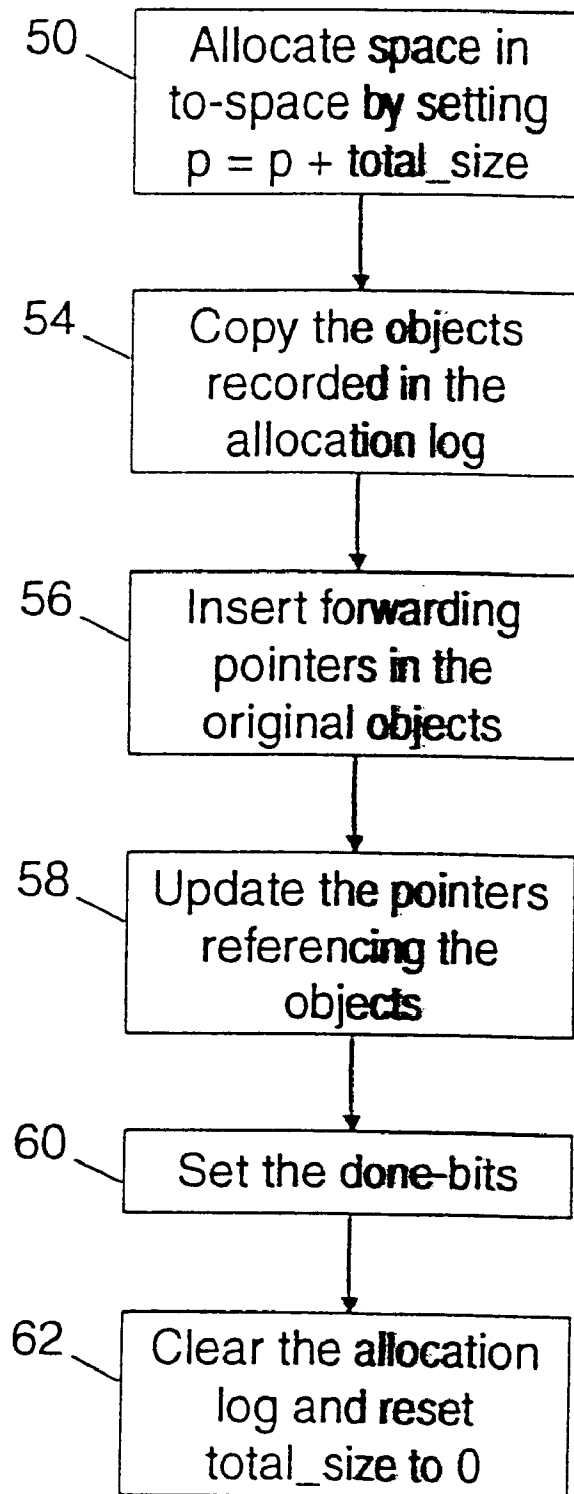 50
Allocate space in
to-space by setting
p = p + total_size
54
Copy the objects
recorded in the
allocation log
56
Insert forwarding
pointers in the
original objects
58
Update the pointers
referencing the
objects
60
Set the done-bits
62
Clear the allocation
log and reset
total_size to 0